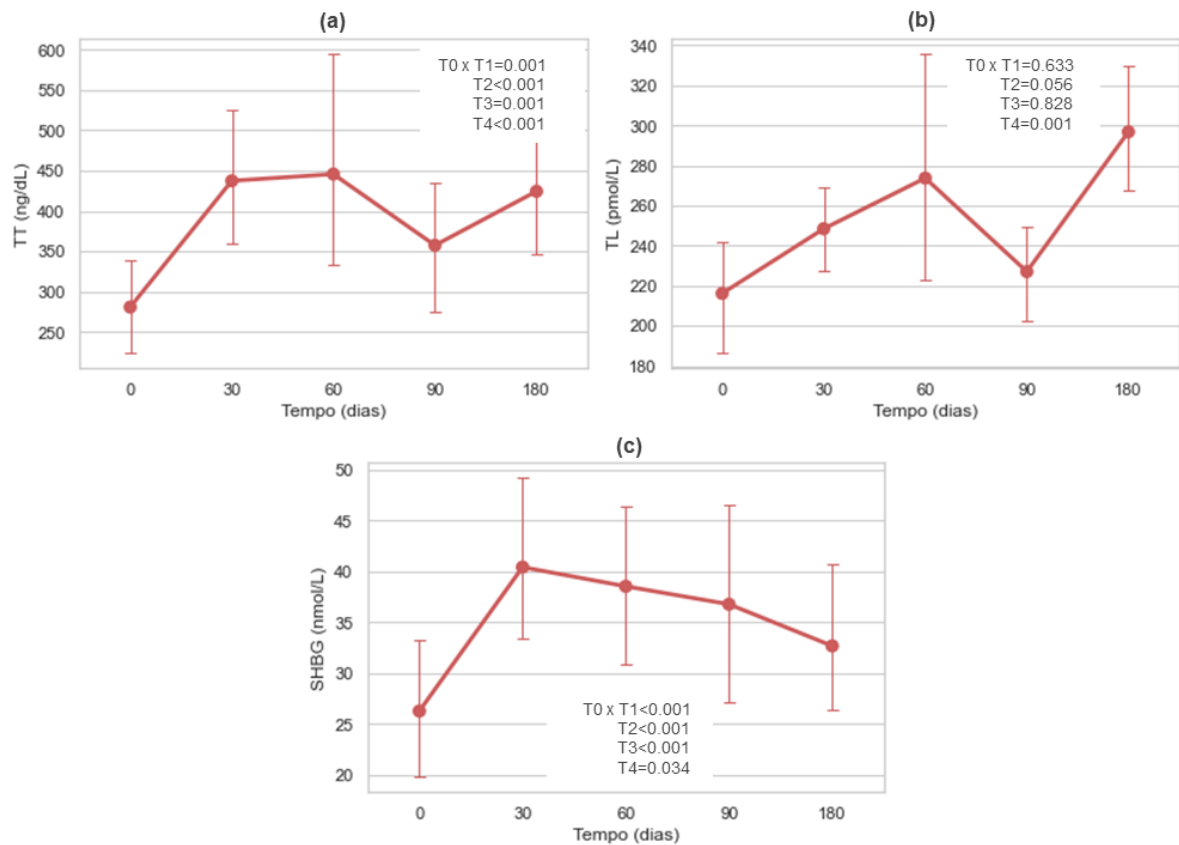 (a)
600
550
500
450
400
350
300
250
TT (ng/dL)
T0 x T1=0.001
T2<0.001
T3=0.001
T4<0.001
0 30 60 90 180
Tempo (dias)
(b)
340
320
300
280
260
240
220
200
180
TL (pmol/L)
T0 x T1=0.633
T2=0.056
T3=0.828
T4=0.001
0 30 60 90 180
Tempo (dias)
(c)
50
45
40
35
30
25
20
SHBG (nmol/L)
T0 x T1<0.001
T2<0.001
T3<0.001
T4=0.034
0 30 60 90 180
Tempo (dias)